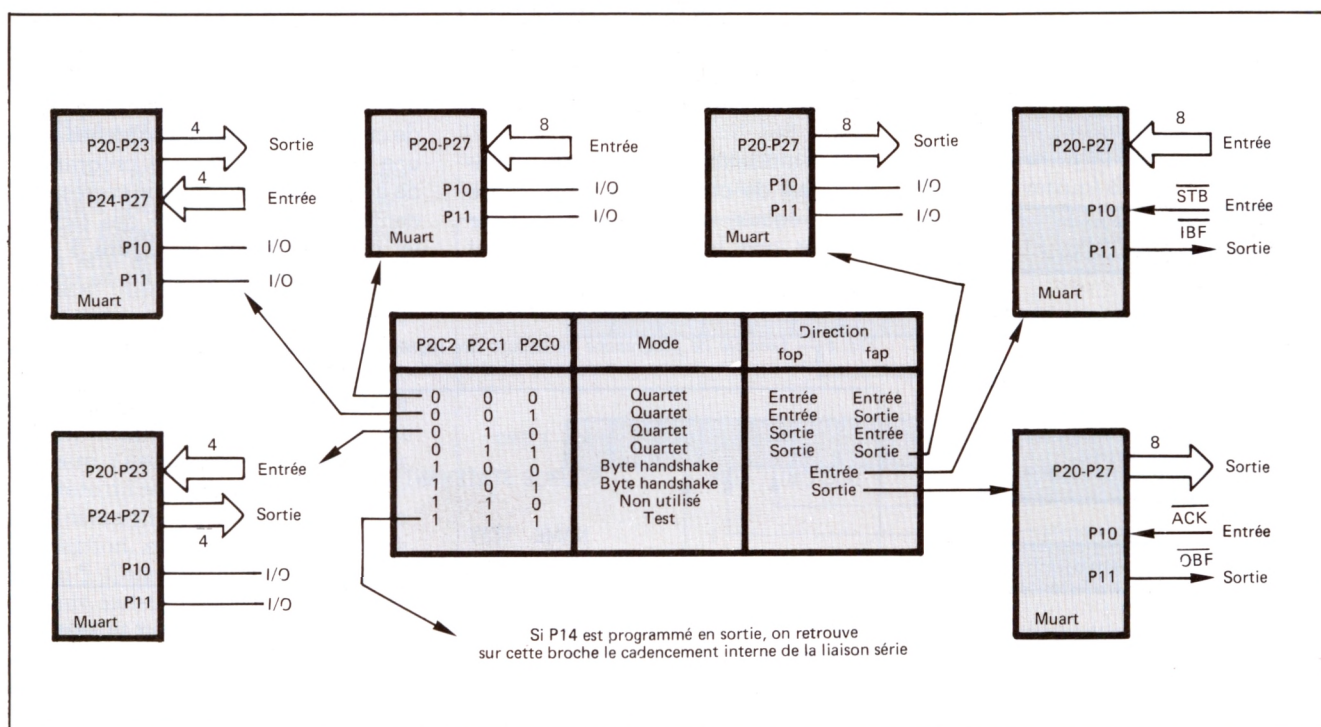 4
P20-P23 Sortie
4
P24-P27 Entrée
P10 I/O
P11 I/O
Muart
8
P20-P27 Entrée
P10 I/O
P11 I/O
Muart
8
P20-P27 Sortie
P10 I/O
P11 I/O
Muart
8
P20-P27 Entrée
STB
P10 Entrée
IBF
P11 Sortie
Muart
P2C2 P2C1 P2C0 Mode Direction
fop fap
0 0 0 Quartet Entrée Entrée
0 0 1 Quartet Entrée Sortie
0 1 0 Quartet Sortie Entrée
0 1 1 Quartet Sortie Sortie
1 0 0 Byte handshake Entrée
1 0 1 Byte handshake Sortie
1 1 0 Non utilisé
1 1 1 Test
4
P20-P23 Entrée
P24-P27 Sortie
4
P10 I/O
P11 I/O
Muart
8
P20-P27 Sortie
ACK
P10 Entrée
OBF
P11 Sortie
Muart
Si P14 est programmé en sortie, on retrouve
sur cette broche le cadencement interne de la liaison série